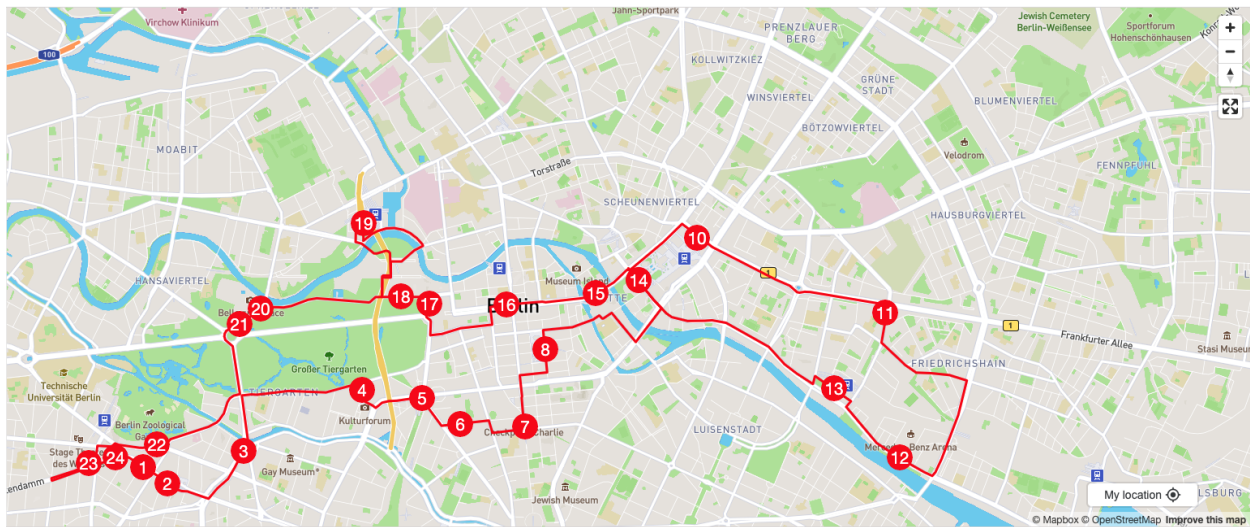 Jahn-Sportpark
Virchow Klinikum
Jewish Cemetery
Berlin-Weißensee
Sportforum
Hohenschönhausen
PRENZLAUER
BERG
100
KOLLWITZKIEZ
GRÜNE
STADT
WINSVIERTEL
BLUMENVIERTEL
BÖTZOWVIERTEL
MOABIT
Velodrom
FENNPFUHL
Torstraße
SCHEUNENVIERTEL
HAUSBURGVIERTEL
19
10
1
HANSAVIERTEL
Museum Island
14
15
18
17
16
Berlin
20
21
11
1
Frankfurter Allee
Stasi Muse
8
FRIEDRICHSHAIN
Großer Tiergarten
Technische
Universität Berlin
TIERGARTEN
4
5
13
Kulturforum
Berlin Zoological
6
7
LUISENSTADT
22
3
Stage
23
24
1
2
Gay Museum*
12
Jewish Museum
My location
© Mapbox © OpenStreetMap Improve this map